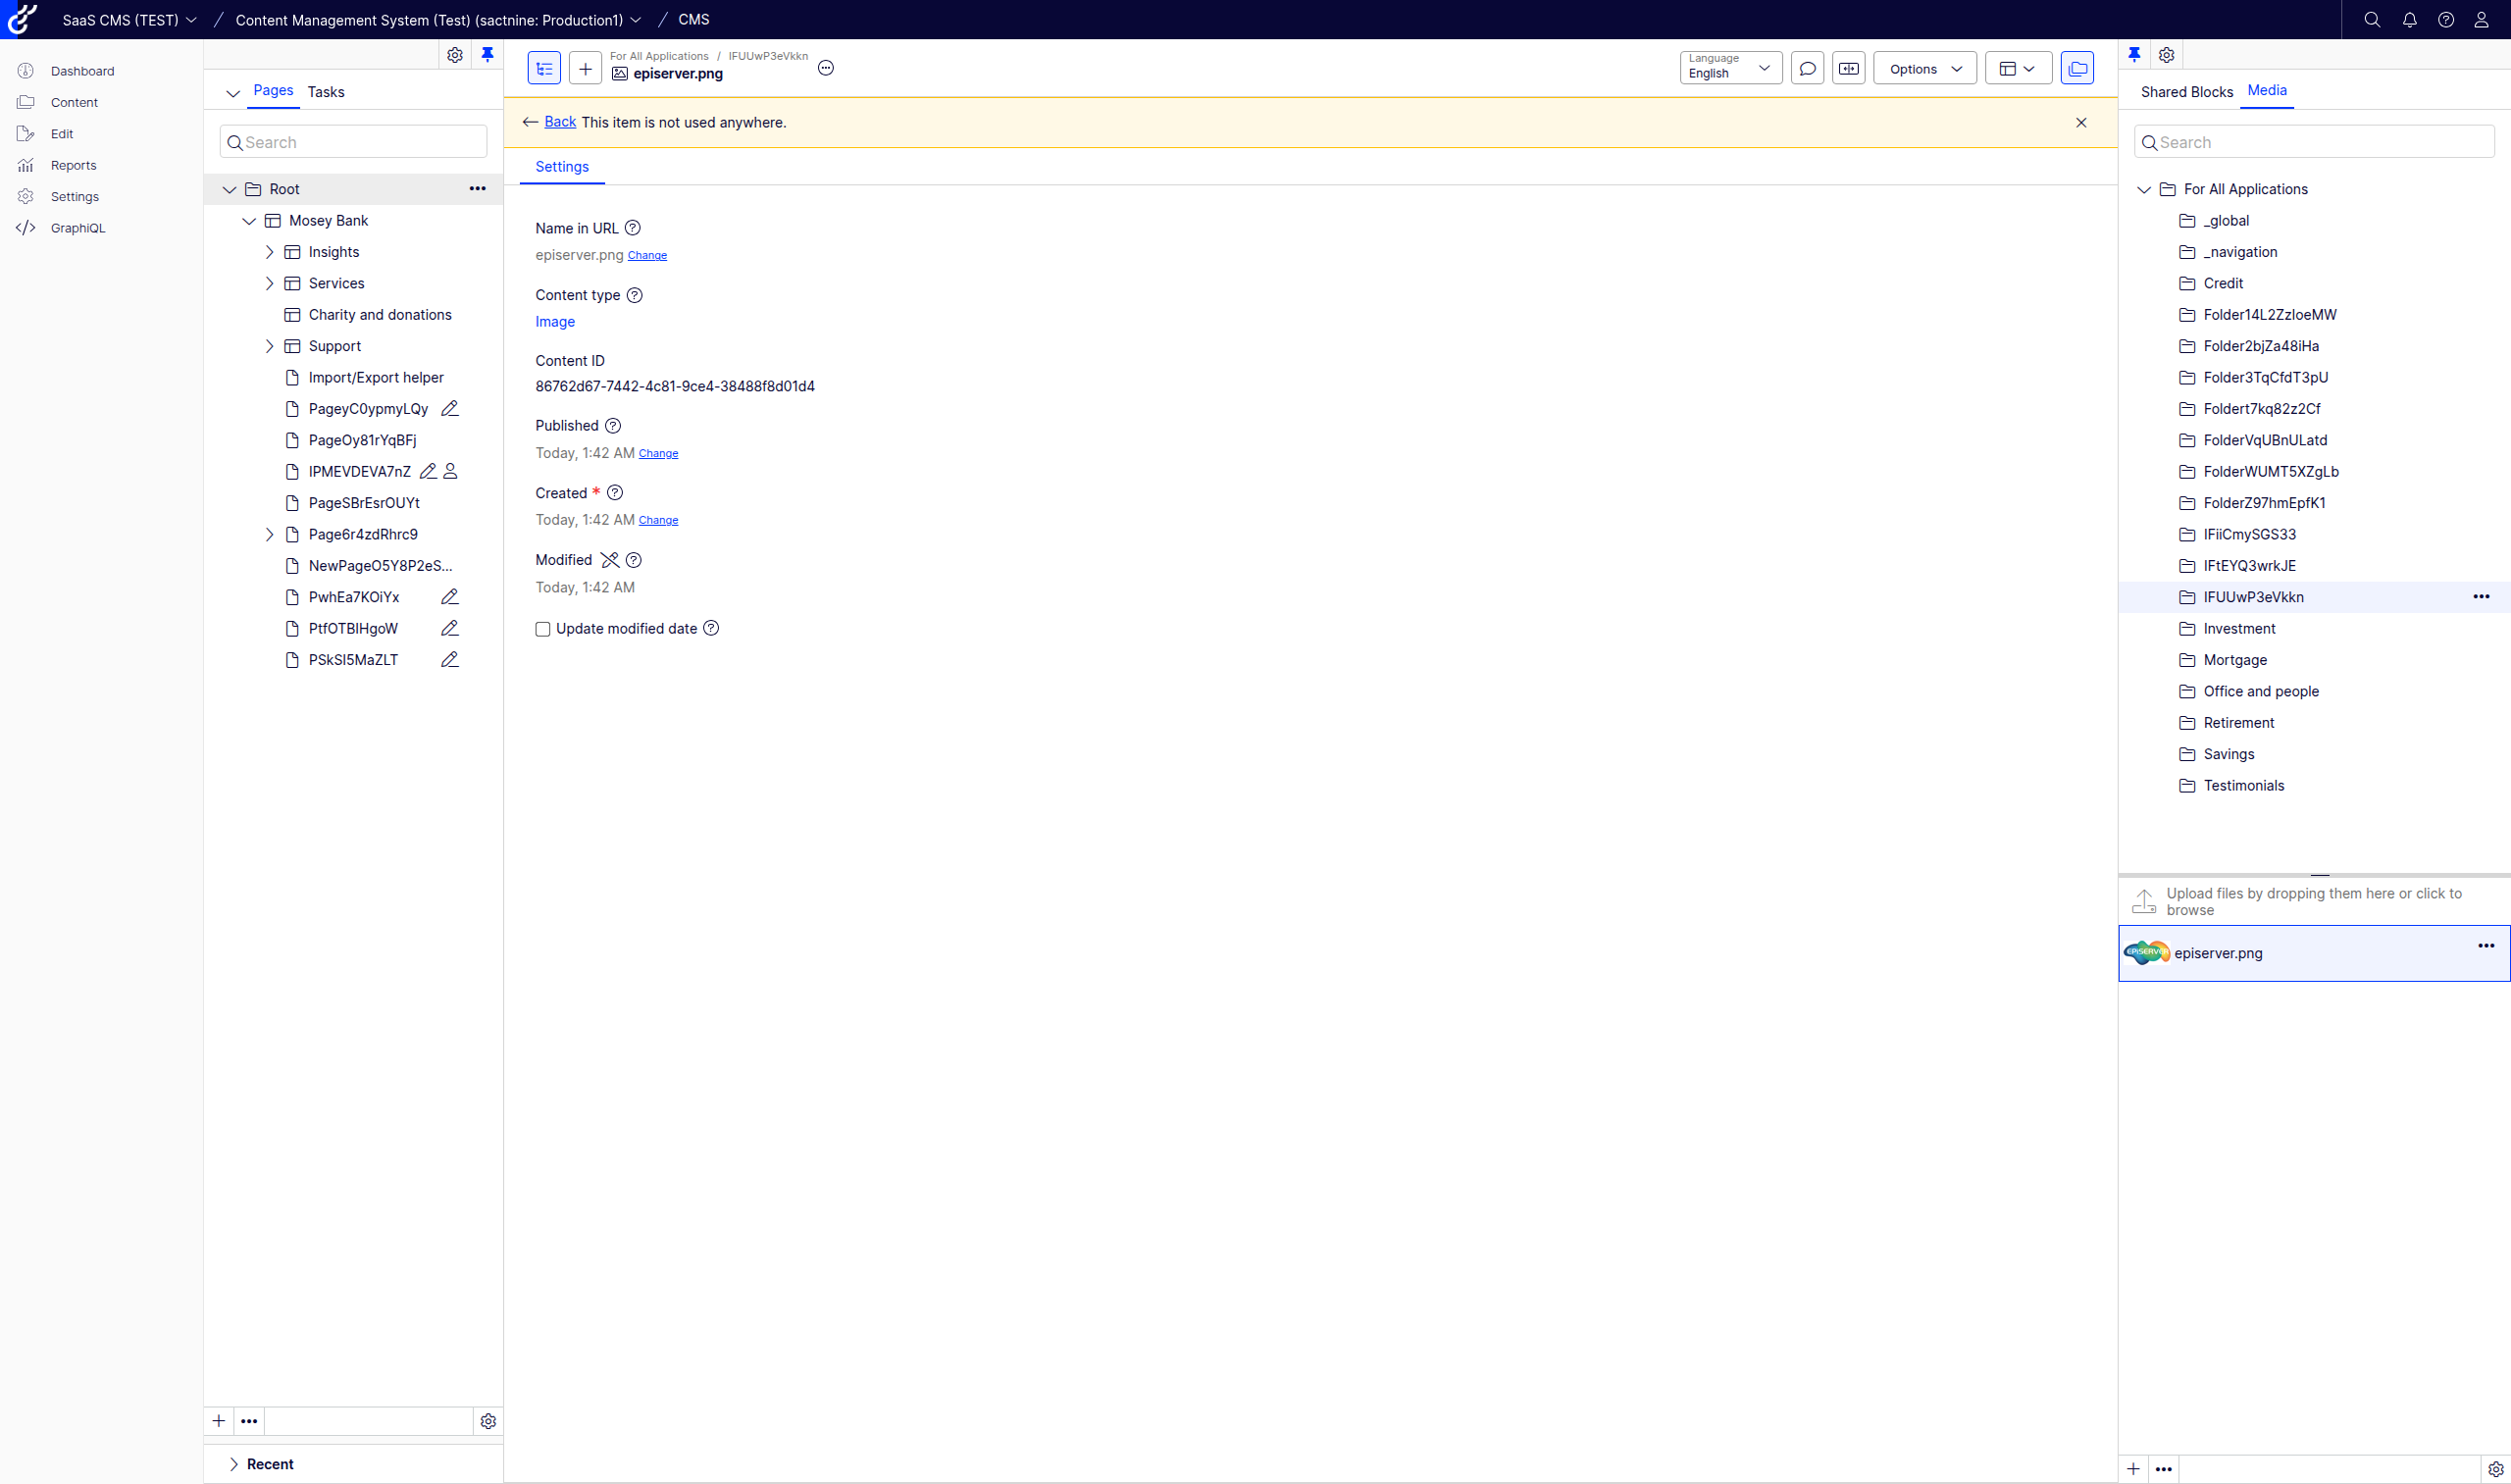 SaaS CMS (TEST) / Content Management System (Test) (sactnine: Production1) / CMS
Dashboard
Content
Edit
Reports
Settings
GraphiQL
Pages Tasks
Search
Root
Mosey Bank
Insights
Services
Charity and donations
Support
Import/Export helper
PageyC0ypmyLQy
PageOy81rYqBFj
IPMEVDEVA7nZ
PageSBrEsrOUYt
Page6r4zdRhrc9
NewPageO5Y8P2eS...
PwhEa7KOiYx
PtfOTBIHgoW
PSkSI5MaZLT
Recent
For All Applications / IFUUwP3eVkkn
episerver.png
Language
English
Options
Back This item is not used anywhere.
Settings
Name in URL
episerver.png Change
Content type
Image
Content ID
86762d67-7442-4c81-9ce4-38488f8d01d4
Published
Today, 1:42 AM Change
Created *
Today, 1:42 AM Change
Modified
Today, 1:42 AM
Update modified date
Shared Blocks Media
Search
For All Applications
_global
_navigation
Credit
Folder14L2ZzIoeMW
Folder2bjZa48iHa
Folder3TqCfdT3pU
Foldert7kq82z2Cf
FolderVqUBnULatd
FolderWUMT5XZgLb
FolderZ97hmEpfK1
IFiiCmySGS33
IFtEYQ3wrkJE
IFUUwP3eVkkn
Investment
Mortgage
Office and people
Retirement
Savings
Testimonials
Upload files by dropping them here or click to
browse
EPISERVER
episerver.png